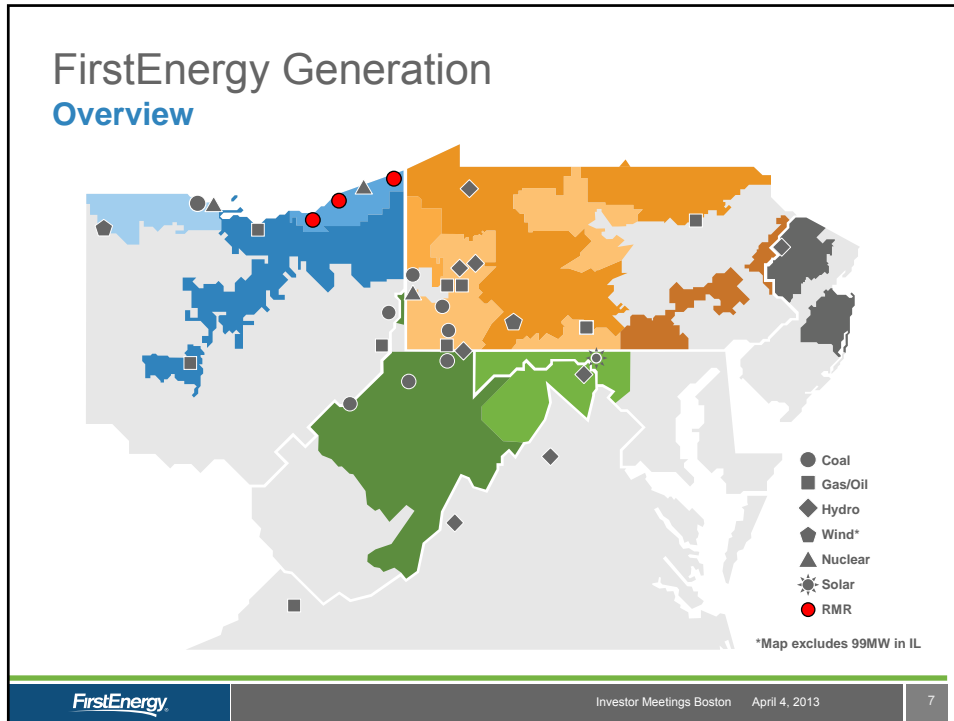 FirstEnergy Generation
Overview
Coal
Gas/Oil
Hydro
Wind*
Nuclear
Solar
RMR
*Map excludes 99MW in IL
FirstEnergy
Investor Meetings Boston April 4, 2013 7